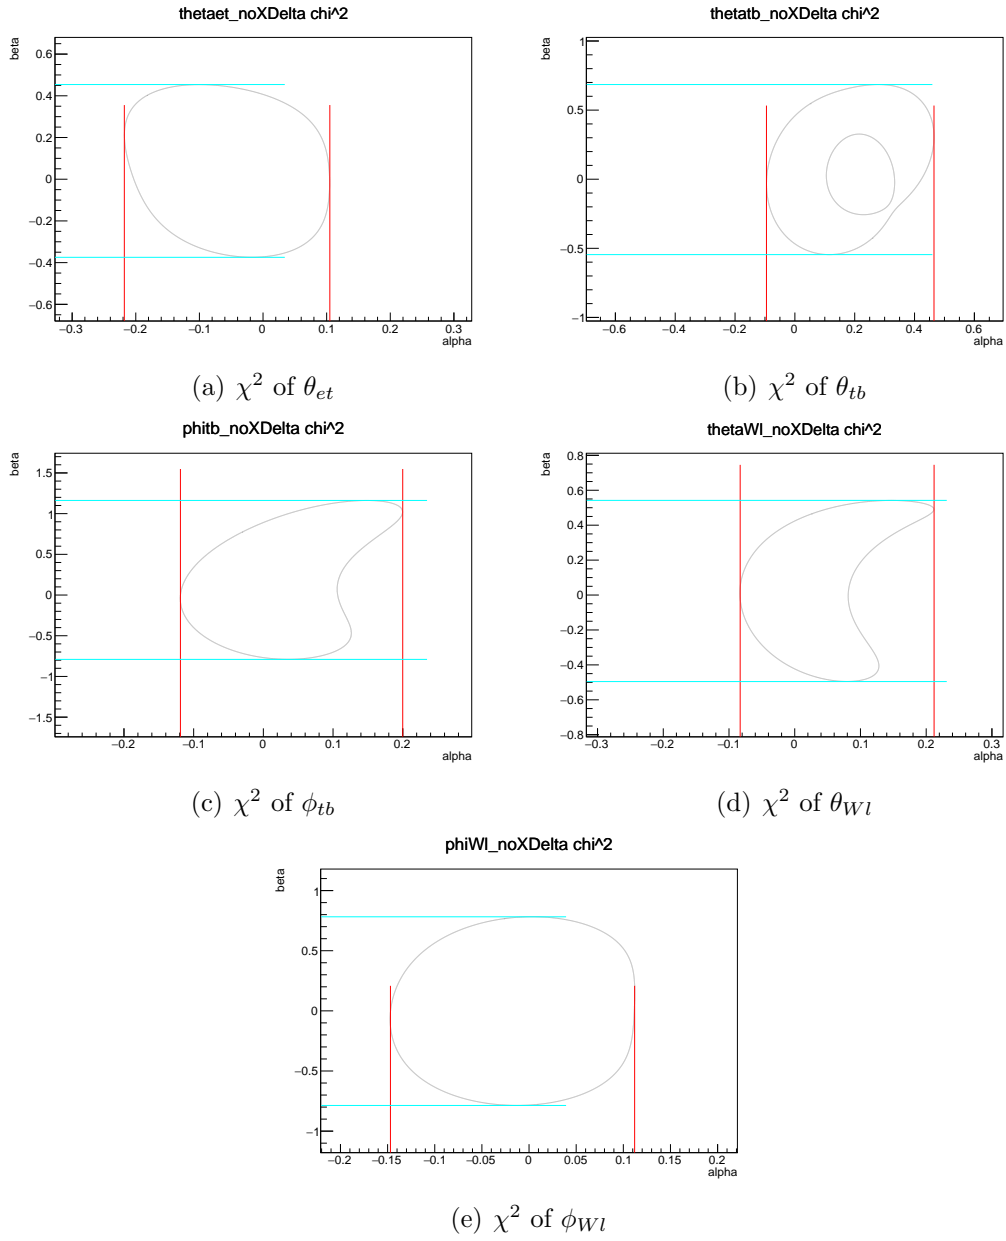 thetaet_noXDelta chi^2
beta
0.6
0.4
0.2
0
−0.2
−0.4
−0.6
−0.3 −0.2 −0.1 0 0.1 0.2 0.3
alpha
(a) χ² of θet
thetatb_noXDelta chi^2
beta
1
0.5
0
−0.5
−1
−0.6 −0.4 −0.2 0 0.2 0.4 0.6
alpha
(b) χ² of θtb
phitb_noXDelta chi^2
beta
1.5
1
0.5
0
−0.5
−1
−1.5
−0.2 −0.1 0 0.1 0.2
alpha
(c) χ² of ϕtb
thetaWl_noXDelta chi^2
beta
0.8
0.6
0.4
0.2
0
−0.2
−0.4
−0.6
−0.8
−0.3 −0.2 −0.1 0 0.1 0.2 0.3
alpha
(d) χ² of θWl
phiWl_noXDelta chi^2
beta
1
0.5
0
−0.5
−1
−0.2 −0.15 −0.1 −0.05 0 0.05 0.1 0.15 0.2
alpha
(e) χ² of ϕWl